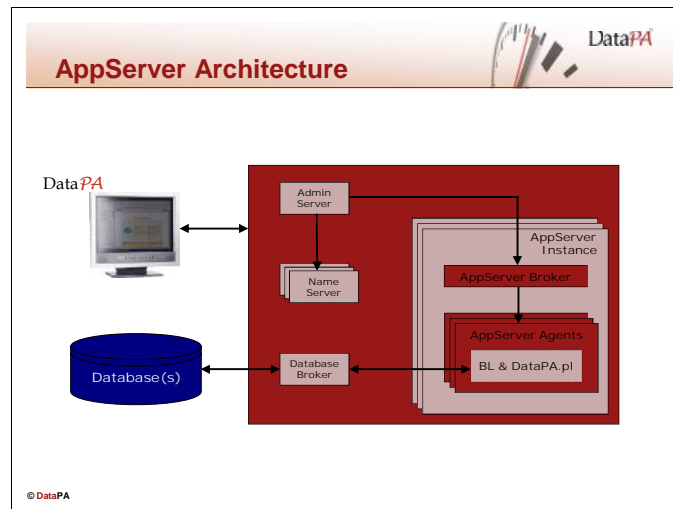 DataPA
AppServer Architecture
DataPA
Admin
Server
AppServer
Instance
AppServer Broker
Name
Server
AppServer Agents
Database
Broker
BL & DataPA.pl
Database(s)
© DataPA